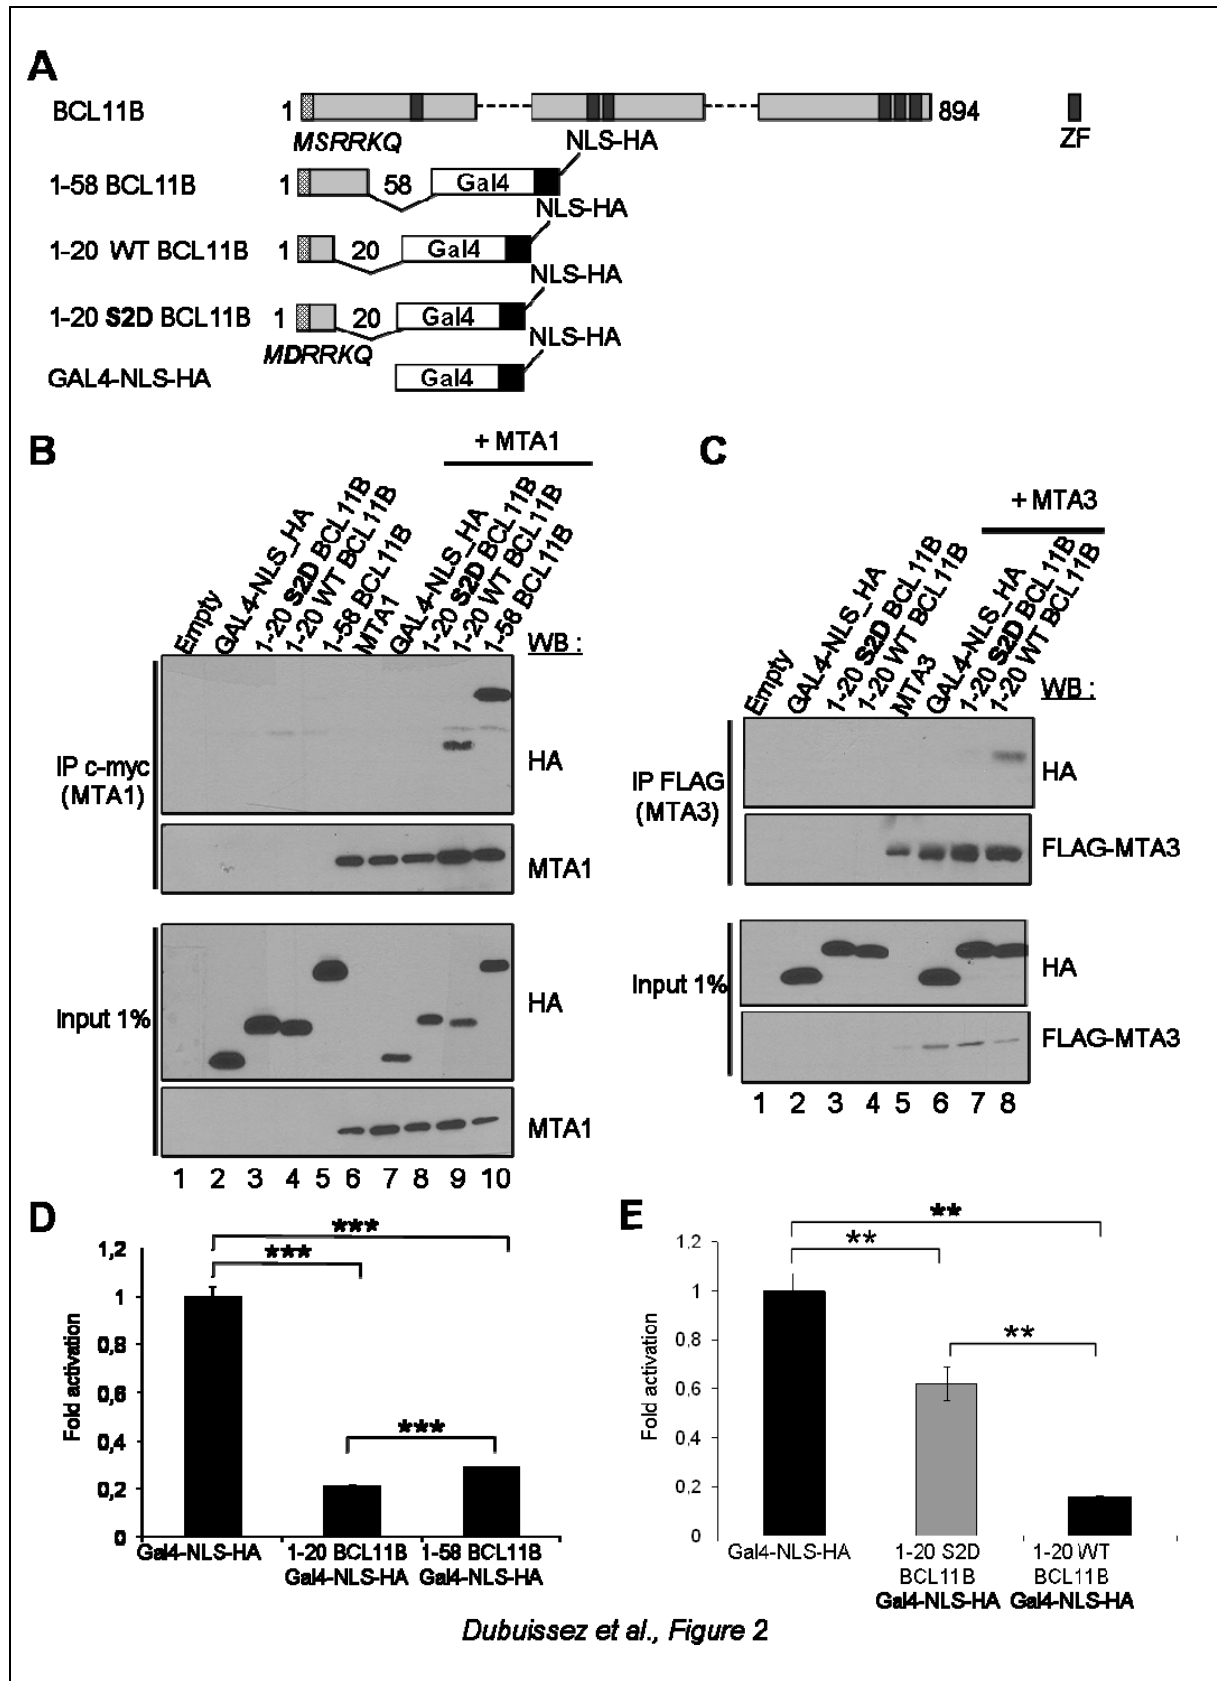 A
BCL11B 1 894 ZF
MSRRKQ
NLS-HA
1-58 BCL11B 1 58 Gal4
NLS-HA
1-20 WT BCL11B 1 20 Gal4
NLS-HA
1-20 S2D BCL11B 1 20 Gal4
MDRRKQ
NLS-HA
GAL4-NLS-HA Gal4
B
+ MTA1
Empty
GAL4-NLS_HA
1-20 S2D BCL11B
1-20 WT BCL11B
1-58 BCL11B
MTA1
GAL4-NLS_HA
1-20 S2D BCL11B
1-20 WT BCL11B
1-58 BCL11B
WB :
IP c-myc
(MTA1)
HA
MTA1
Input 1%
HA
MTA1
1 2 3 4 5 6 7 8 9 10
C
+ MTA3
Empty
GAL4-NLS_HA
1-20 S2D BCL11B
1-20 WT BCL11B
MTA3
GAL4-NLS_HA
1-20 S2D BCL11B
1-20 WT BCL11B
WB :
IP FLAG
(MTA3)
HA
FLAG-MTA3
Input 1%
HA
FLAG-MTA3
1 2 3 4 5 6 7 8
D
***
***
***
Fold activation
1,2
1
0,8
0,6
0,4
0,2
0
Gal4-NLS-HA
1-20 BCL11B
Gal4-NLS-HA
1-58 BCL11B
Gal4-NLS-HA
E
**
**
**
Fold activation
1,2
1
0,8
0,6
0,4
0,2
0
Gal4-NLS-HA
1-20 S2D
BCL11B
Gal4-NLS-HA
1-20 WT
BCL11B
Gal4-NLS-HA
Dubuissez et al., Figure 2